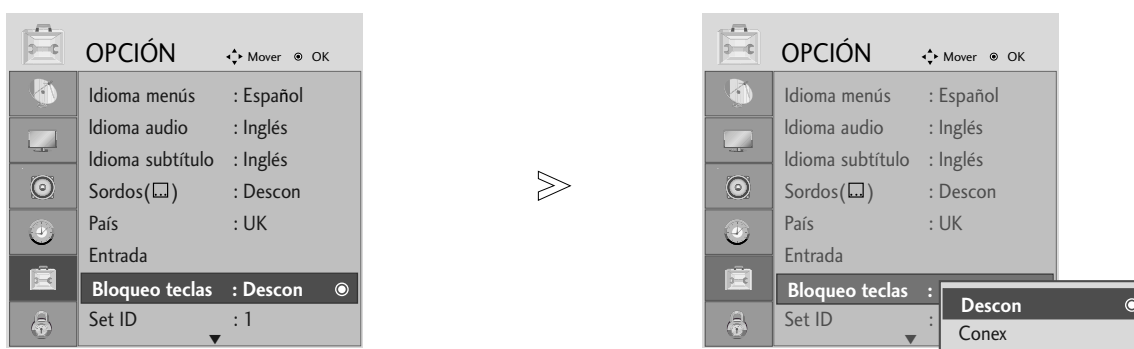 OPCIÓN Mover OK
Idioma menús : Español
Idioma audio : Inglés
Idioma subtítulo : Inglés
Sordos( ) : Descon
País : UK
Entrada
Bloqueo teclas : Descon
Set ID : 1
OPCIÓN Mover OK
Idioma menús : Español
Idioma audio : Inglés
Idioma subtítulo : Inglés
Sordos( ) : Descon
País : UK
Entrada
Bloqueo teclas :
Set ID :
Descon
Conex